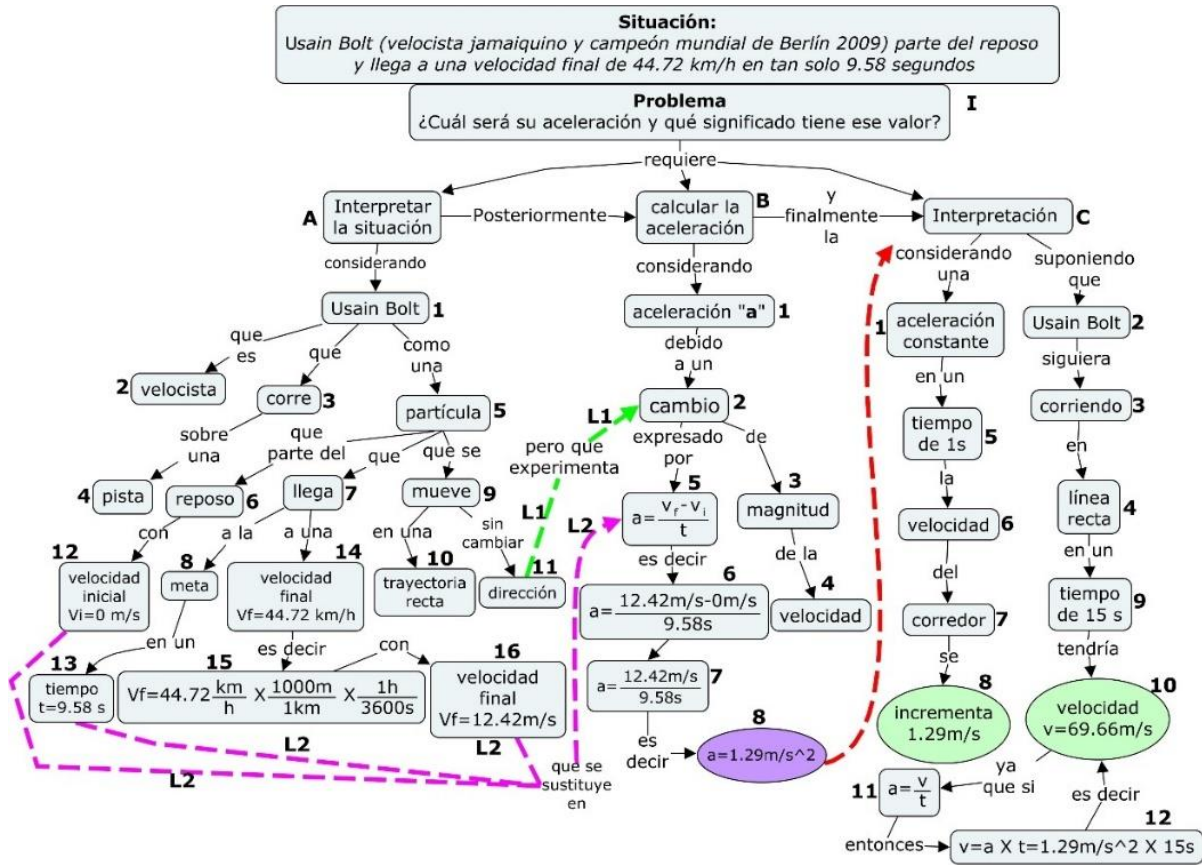 Situación:
Usain Bolt (velocista jamaiquino y campeón mundial de Berlín 2009) parte del reposo
y llega a una velocidad final de 44.72 km/h en tan solo 9.58 segundos
Problema
¿Cuál será su aceleración y qué significado tiene ese valor?
I
requiere
A
Interpretar
la situación
Posteriormente
B
calcular la
aceleración
y
finalmente
la
Interpretación
C
considerando
Usain Bolt
1
que
es
2
velocista
que
corre
3
sobre
una
4
pista
como
una
partícula
5
que
parte del
reposo
6
con
12
velocidad
inicial
Vi=0 m/s
que
llega
7
a la
8
meta
en un
13
tiempo
t=9.58 s
a una
14
velocidad
final
Vf=44.72 km/h
es decir
15
Vf=44.72 km/h X 1000m/1km X 1h/3600s
con
16
velocidad
final
Vf=12.42m/s
que se
mueve
9
en una
10
trayectoria
recta
sin
cambiar
11
dirección
L1
pero que
experimenta
L1
L2
L2
L2
que se
sustituye
en
L2
considerando
aceleración "a"
1
debido
a un
cambio
2
expresado
por
5
a=vf-vi/t
es decir
6
a=12.42m/s-0m/s/9.58s
a=12.42m/s/9.58s
7
es
decir
8
a=1.29m/s^2
de
3
magnitud
de la
4
velocidad
considerando
una
1
aceleración
constante
en un
tiempo
de 1s
5
la
velocidad
6
del
corredor
7
se
8
incrementa
1.29m/s
suponiendo
que
Usain Bolt
2
siguiera
corriendo
3
en
línea
recta
4
en un
tiempo
de 15 s
9
tendría
10
velocidad
v=69.66m/s
ya
que si
11
a=v/t
entonces
12
v=a X t=1.29m/s^2 X 15s
es decir